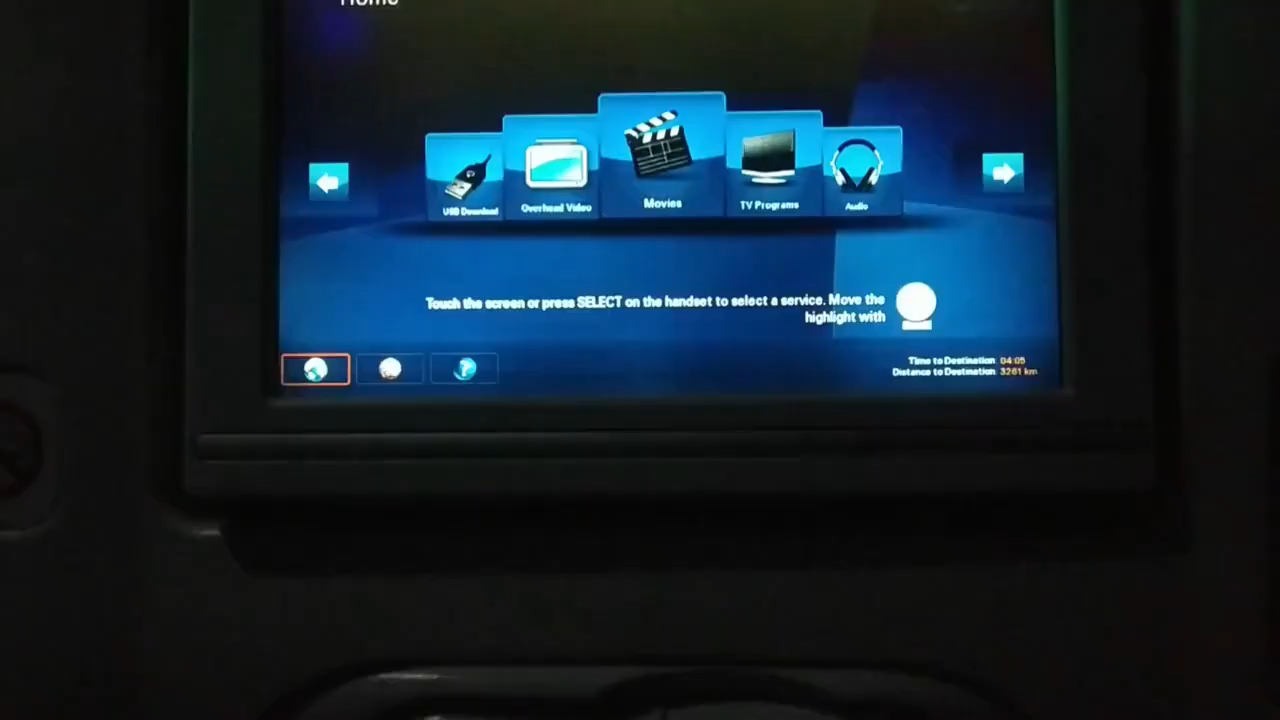 Home
USB Download
Overhead Video
Movies
TV Programs
Audio
Touch the screen or press SELECT on the handset to select a service. Move the
highlight with
Time to Destination 04:05
Distance to Destination 3261 km